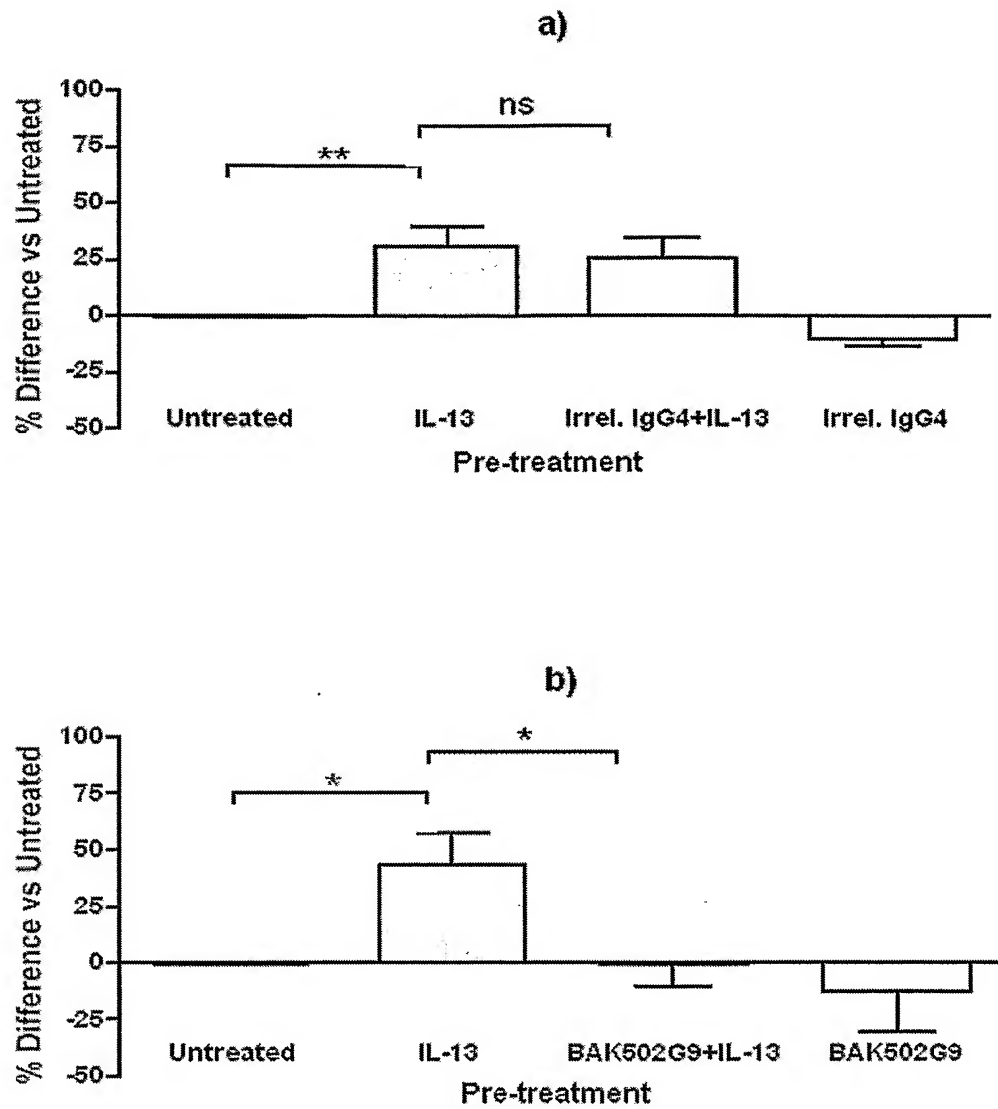 a)
% Difference vs Untreated
100
75
50
25
0
-25
-50
**
ns
Untreated
IL-13
Irrel. IgG4+IL-13
Irrel. IgG4
Pre-treatment
b)
% Difference vs Untreated
100
75
50
25
0
-25
-50
*
*
Untreated
IL-13
BAK502G9+IL-13
BAK502G9
Pre-treatment